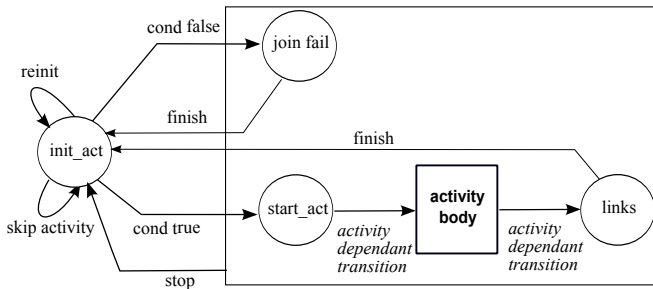 cond false
join fail
reinit
finish
finish
init_act
activity
body
start_act
links
skip activity
cond true
activity
dependant
transition
activity
dependant
transition
stop